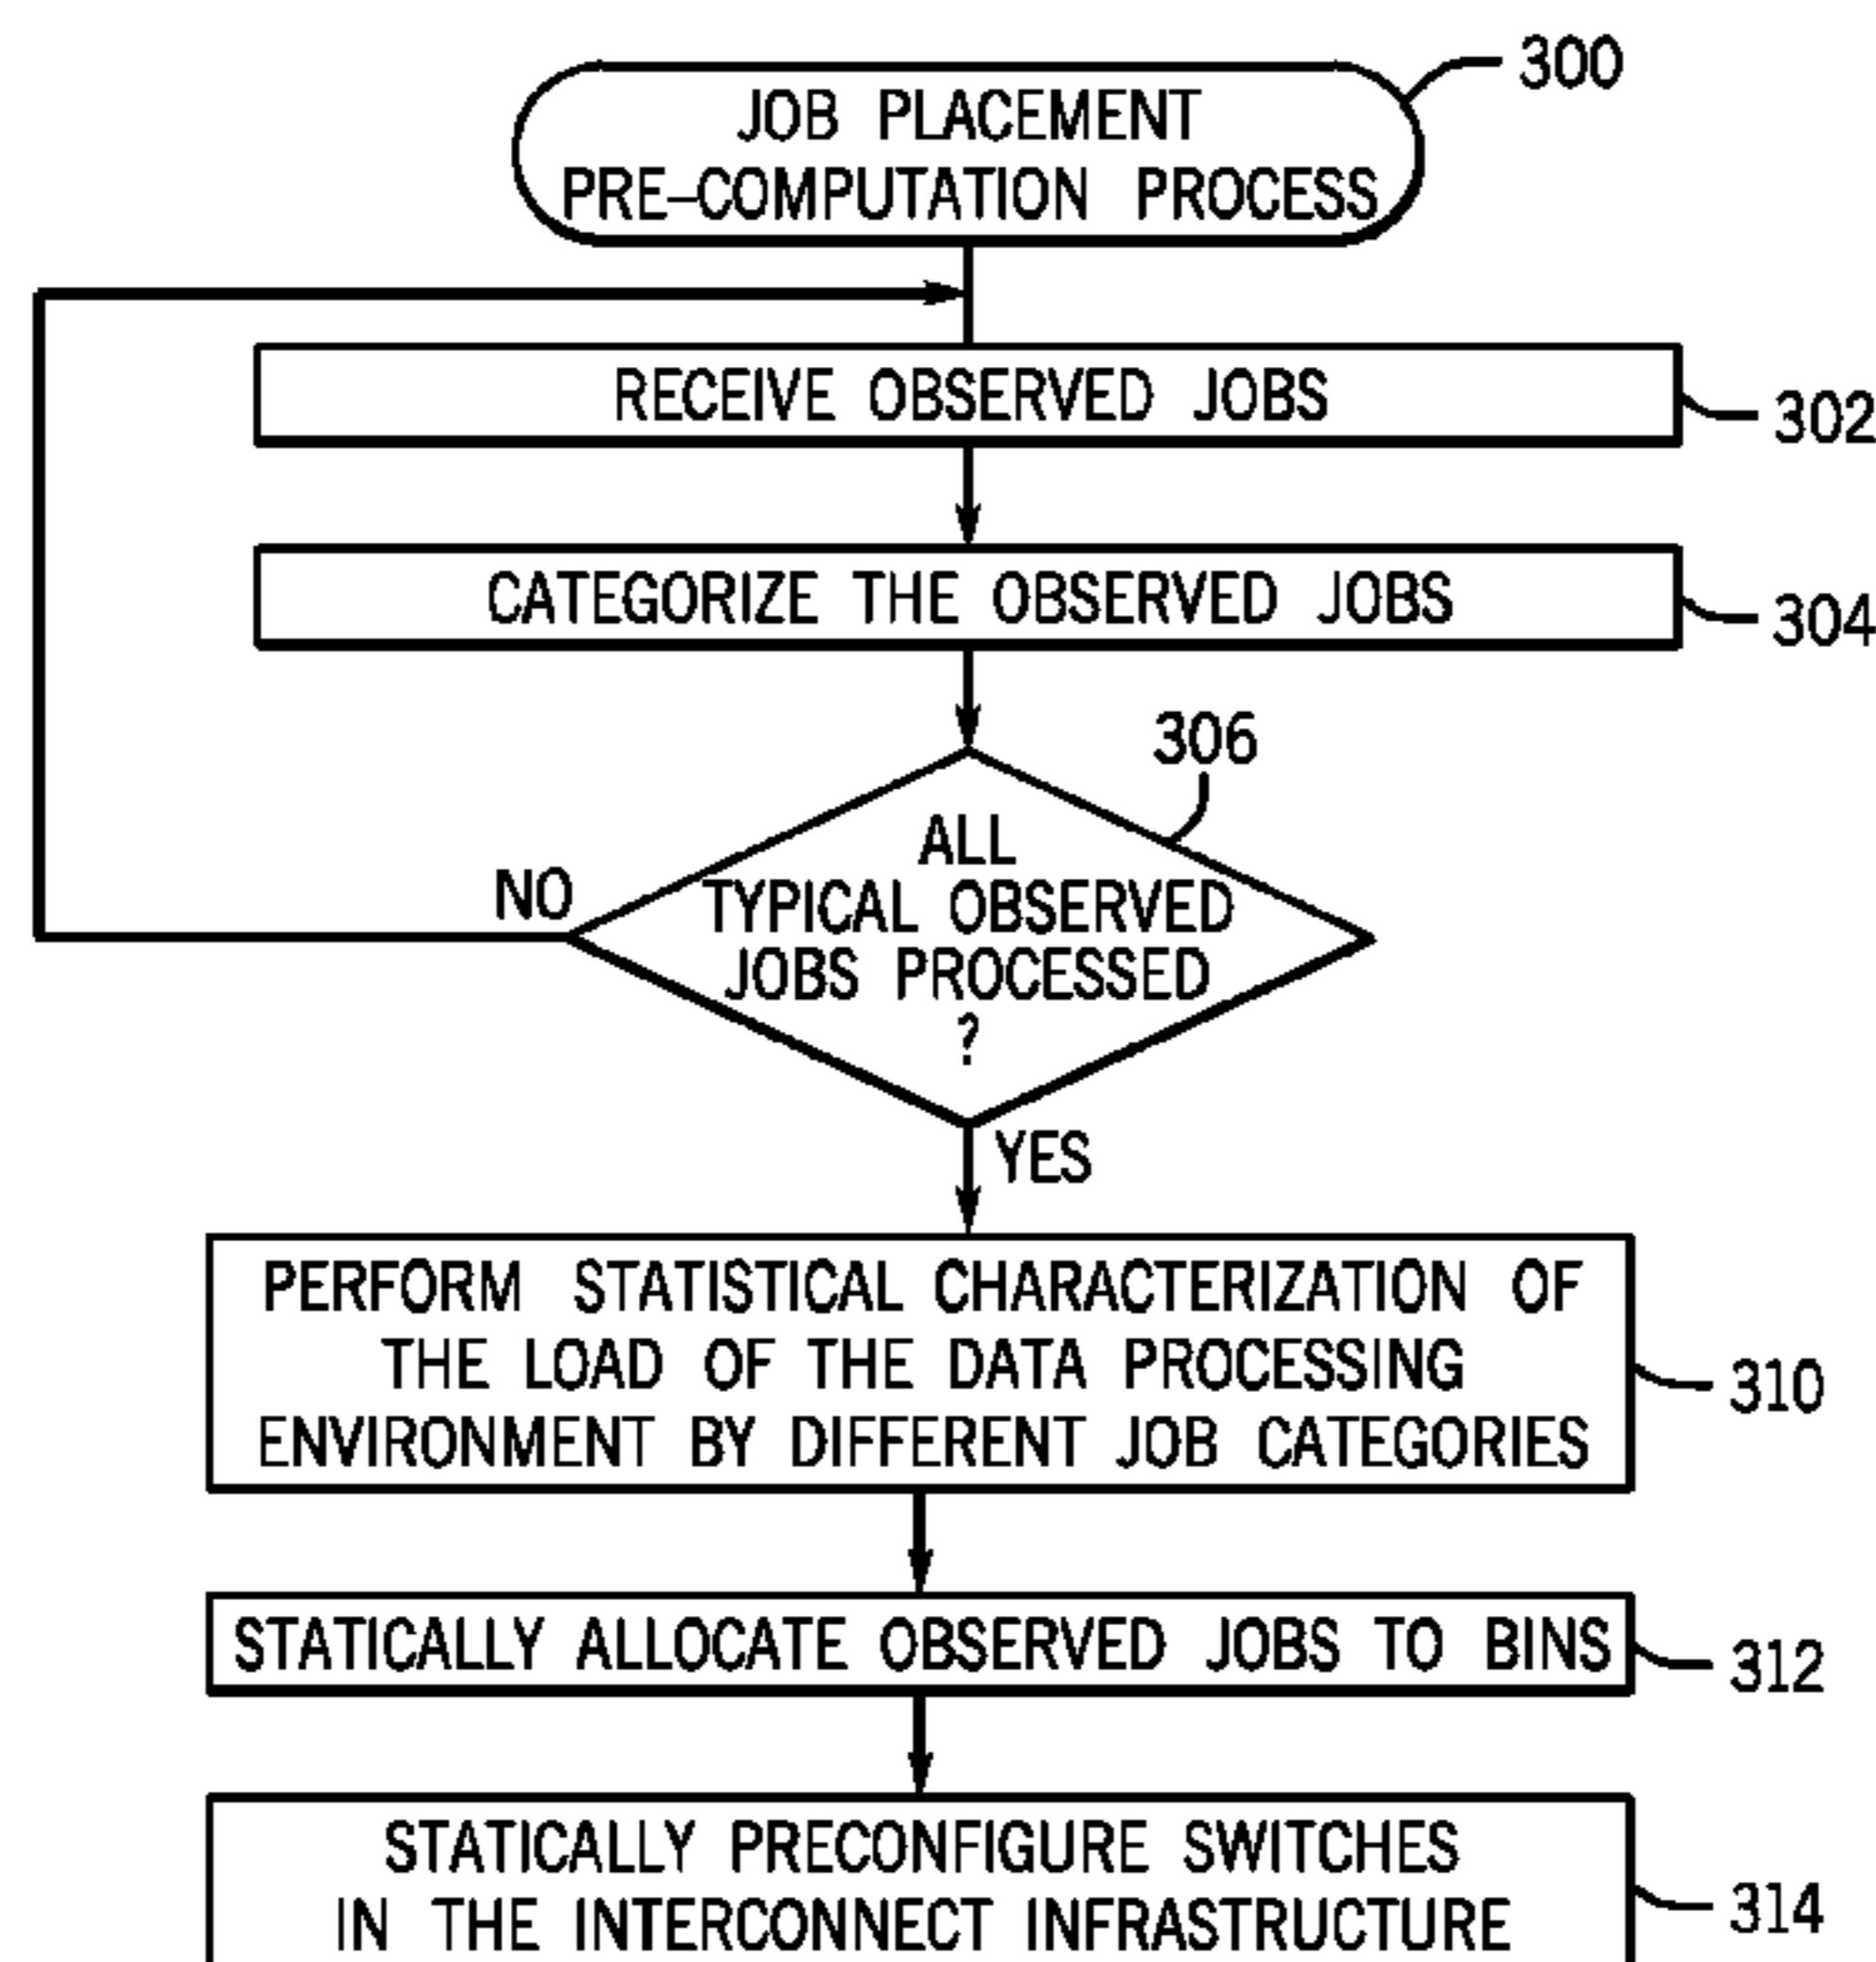 300
JOB PLACEMENT
PRE-COMPUTATION PROCESS
RECEIVE OBSERVED JOBS
302
CATEGORIZE THE OBSERVED JOBS
304
306
ALL
TYPICAL OBSERVED
JOBS PROCESSED
?
NO
YES
PERFORM STATISTICAL CHARACTERIZATION OF
THE LOAD OF THE DATA PROCESSING
ENVIRONMENT BY DIFFERENT JOB CATEGORIES
310
STATICALLY ALLOCATE OBSERVED JOBS TO BINS
312
STATICALLY PRECONFIGURE SWITCHES
IN THE INTERCONNECT INFRASTRUCTURE
314